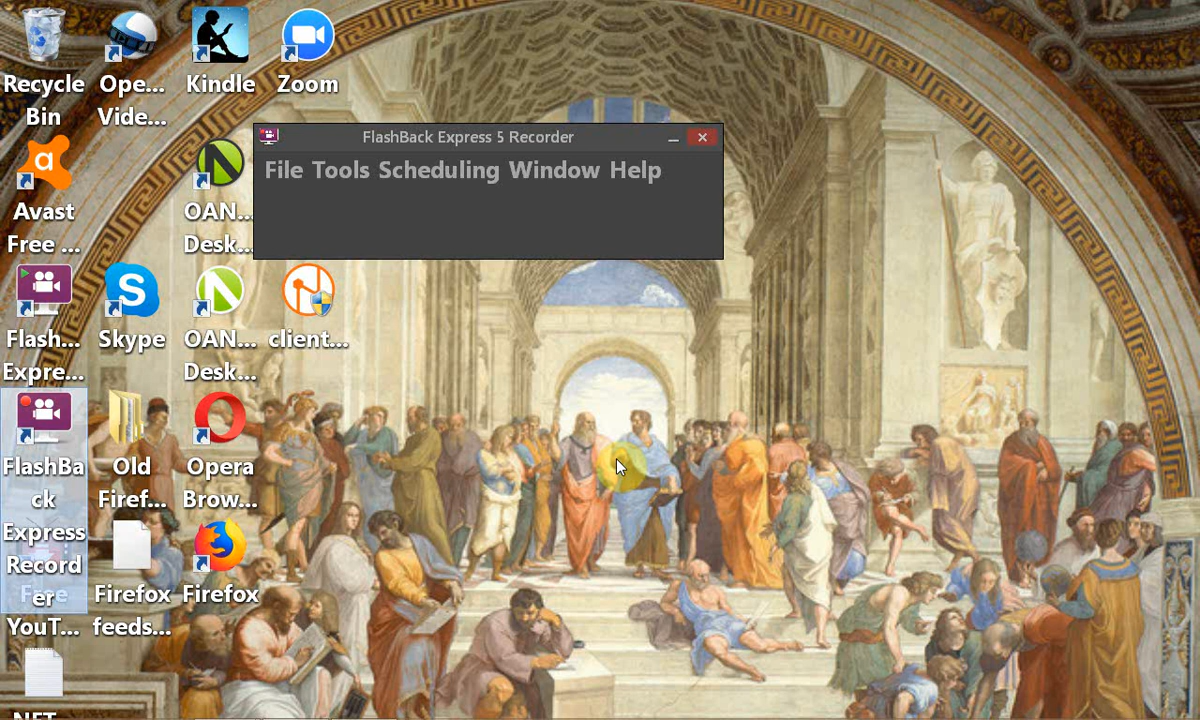 Recycle
Bin
Ope...
Vide...
Kindle
Zoom
FlashBack Express 5 Recorder
File Tools Scheduling Window Help
Avast
Free ...
OAN...
Desk...
Flash...
Expre...
Skype
OAN...
Desk...
client...
FlashBa
ck
Express
Record
er
Old
Firef...
Opera
Brow...
Free
YouT...
Firefox
feeds...
Firefox
NET